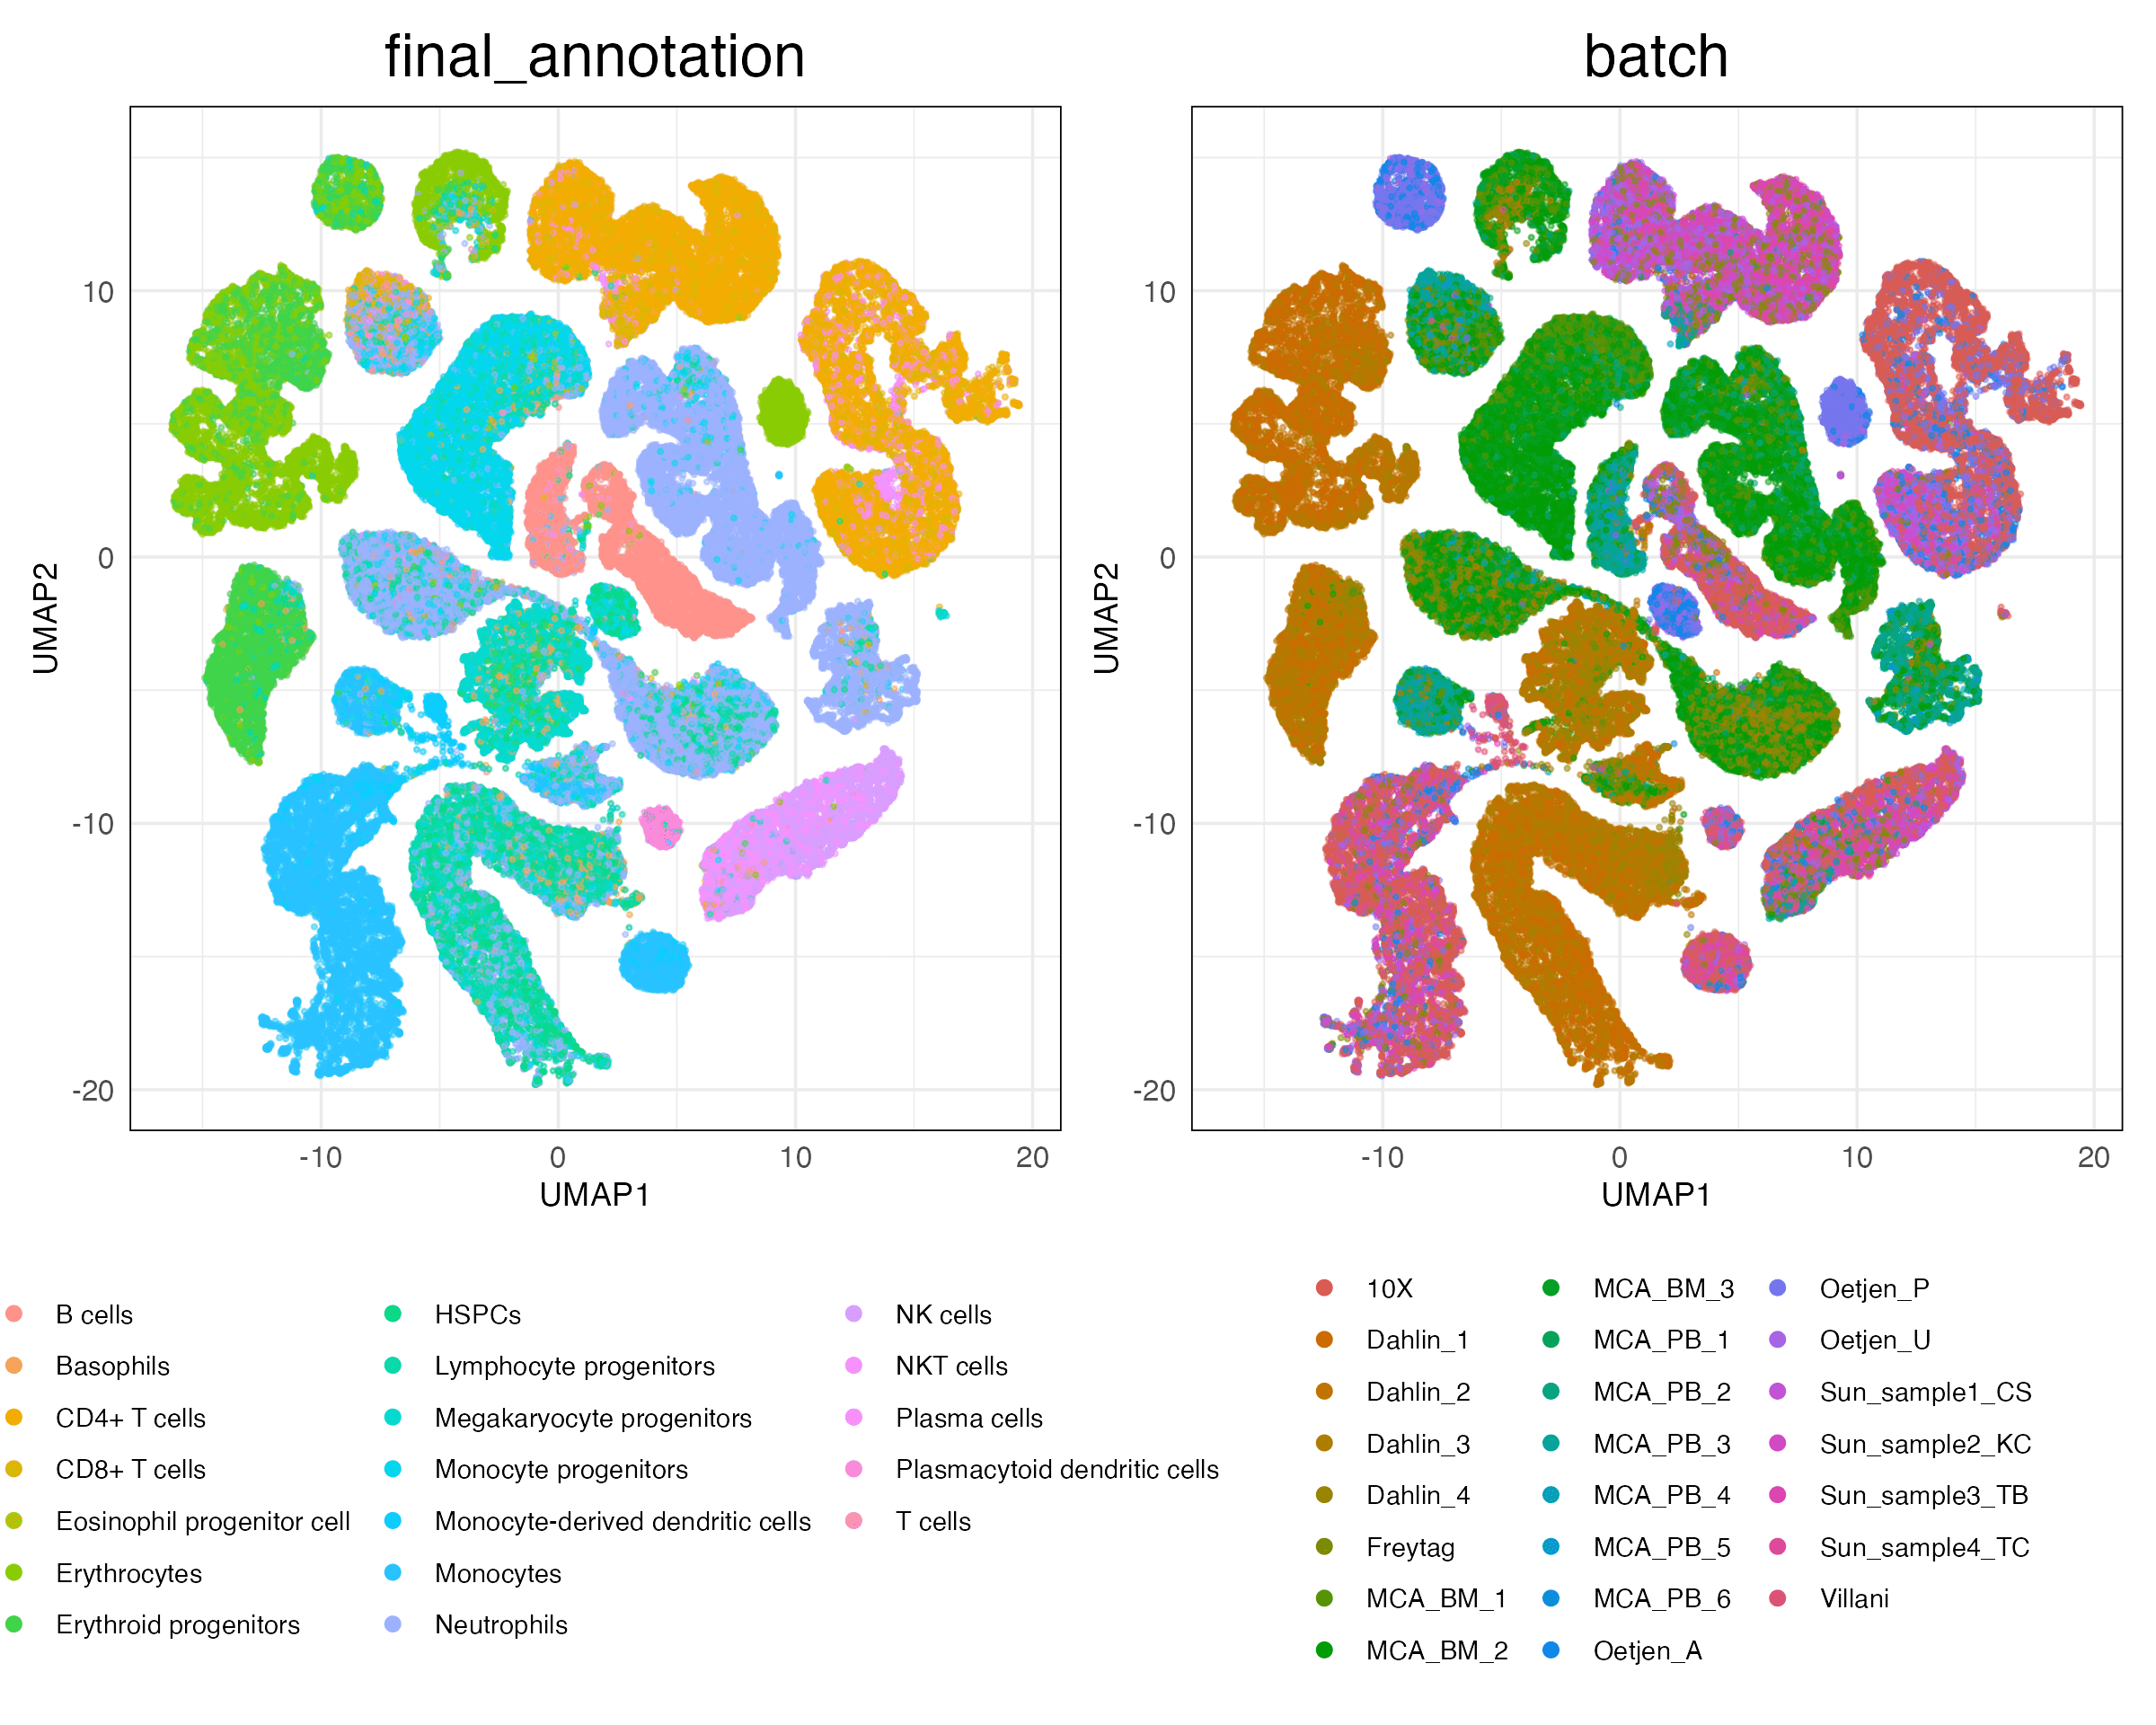 final_annotation
batch
10
0
-10
-20
-10 0 10 20
UMAP1
UMAP2
10
0
-10
-20
-10 0 10 20
UMAP1
UMAP2
B cells
Basophils
CD4+ T cells
CD8+ T cells
Eosinophil progenitor cell
Erythrocytes
Erythroid progenitors
HSPCs
Lymphocyte progenitors
Megakaryocyte progenitors
Monocyte progenitors
Monocyte-derived dendritic cells
Monocytes
Neutrophils
NK cells
NKT cells
Plasma cells
Plasmacytoid dendritic cells
T cells
10X
Dahlin_1
Dahlin_2
Dahlin_3
Dahlin_4
Freytag
MCA_BM_1
MCA_BM_2
MCA_BM_3
MCA_PB_1
MCA_PB_2
MCA_PB_3
MCA_PB_4
MCA_PB_5
MCA_PB_6
Oetjen_A
Oetjen_P
Oetjen_U
Sun_sample1_CS
Sun_sample2_KC
Sun_sample3_TB
Sun_sample4_TC
Villani